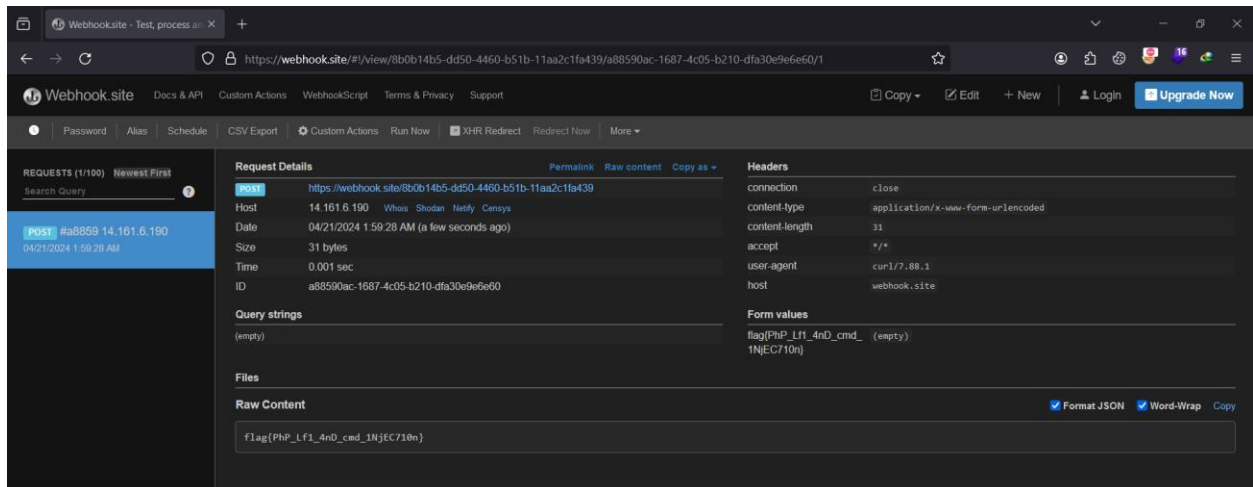 Webhook.site - Test, process an
https://webhook.site/#!/view/8b0b14b5-dd50-4460-b51b-11aa2c1fa439/a88590ac-1687-4c05-b210-dfa30e9e6e60/1
16
Webhook.site Docs & API Custom Actions WebhookScript Terms & Privacy Support Copy Edit + New Login Upgrade Now
Password Alias Schedule CSV Export Custom Actions Run Now XHR Redirect Redirect Now More
REQUESTS (1/100) Newest First
Search Query ?
POST #a8859 14.161.6.190
04/21/2024 1:59:28 AM
Request Details Permalink Raw content Copy as
POST https://webhook.site/8b0b14b5-dd50-4460-b51b-11aa2c1fa439
Host 14.161.6.190 Whois Shodan Netify Censys
Date 04/21/2024 1:59:28 AM (a few seconds ago)
Size 31 bytes
Time 0.001 sec
ID a88590ac-1687-4c05-b210-dfa30e9e6e60
Query strings
(empty)
Headers
connection close
content-type application/x-www-form-urlencoded
content-length 31
accept */*
user-agent curl/7.88.1
host webhook.site
Form values
flag{PhP_Lf1_4nD_cmd_ (empty)
1NjEC710n}
Files
Raw Content Format JSON Word-Wrap Copy
flag{PhP_Lf1_4nD_cmd_1NjEC710n}